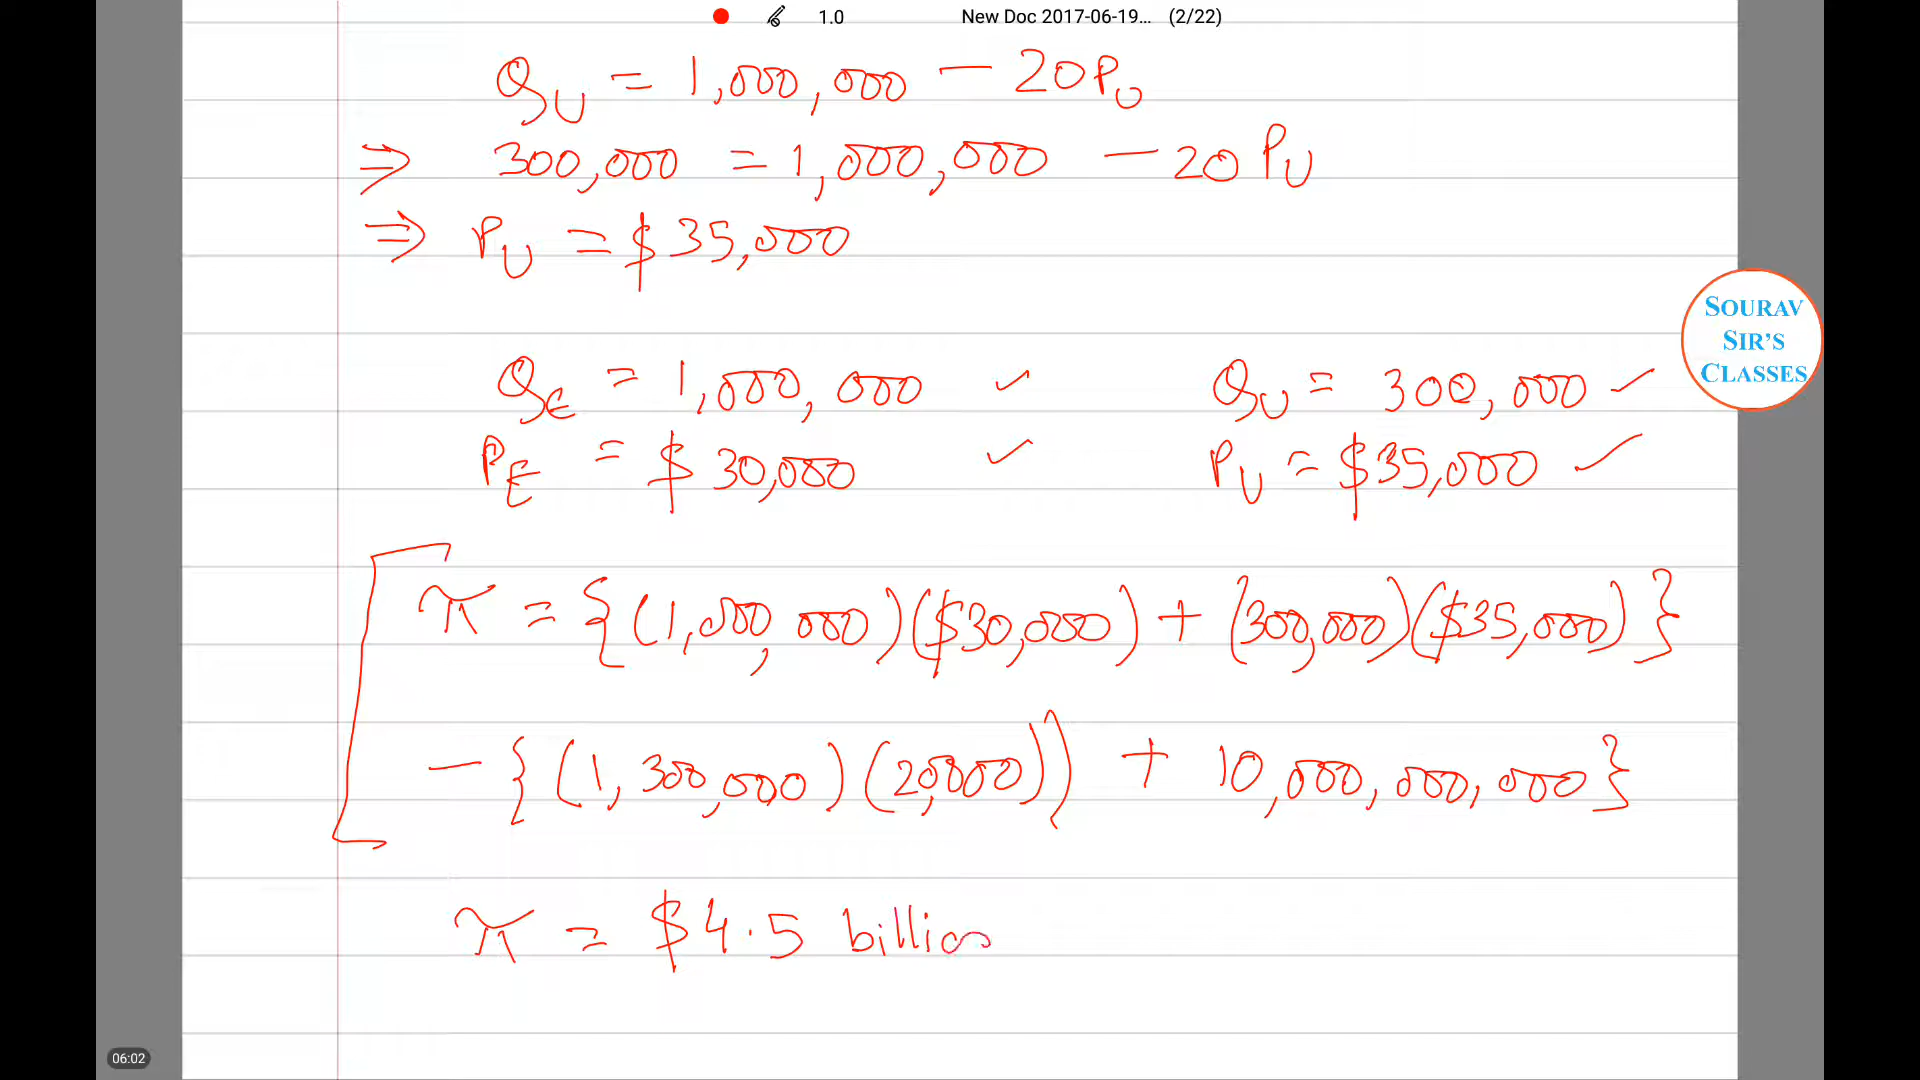 1.0 New Doc 2017-06-19... (2/22)
Q_U = 1,000,000 - 20P_U
⇒ 300,000 = 1,000,000 - 20 P_U
⇒ P_U = $35,000
SOURAV
SIR'S
CLASSES
Q_E = 1,000,000 ✓ Q_U = 300,000 ✓
P_E = $30,000 ✓ P_U = $35,000 ✓
π = {(1,000,000)($30,000) + (300,000)($35,000)}
- {(1,300,000)(20,000)) + 10,000,000,000}
π = $4.5 billion
06:02